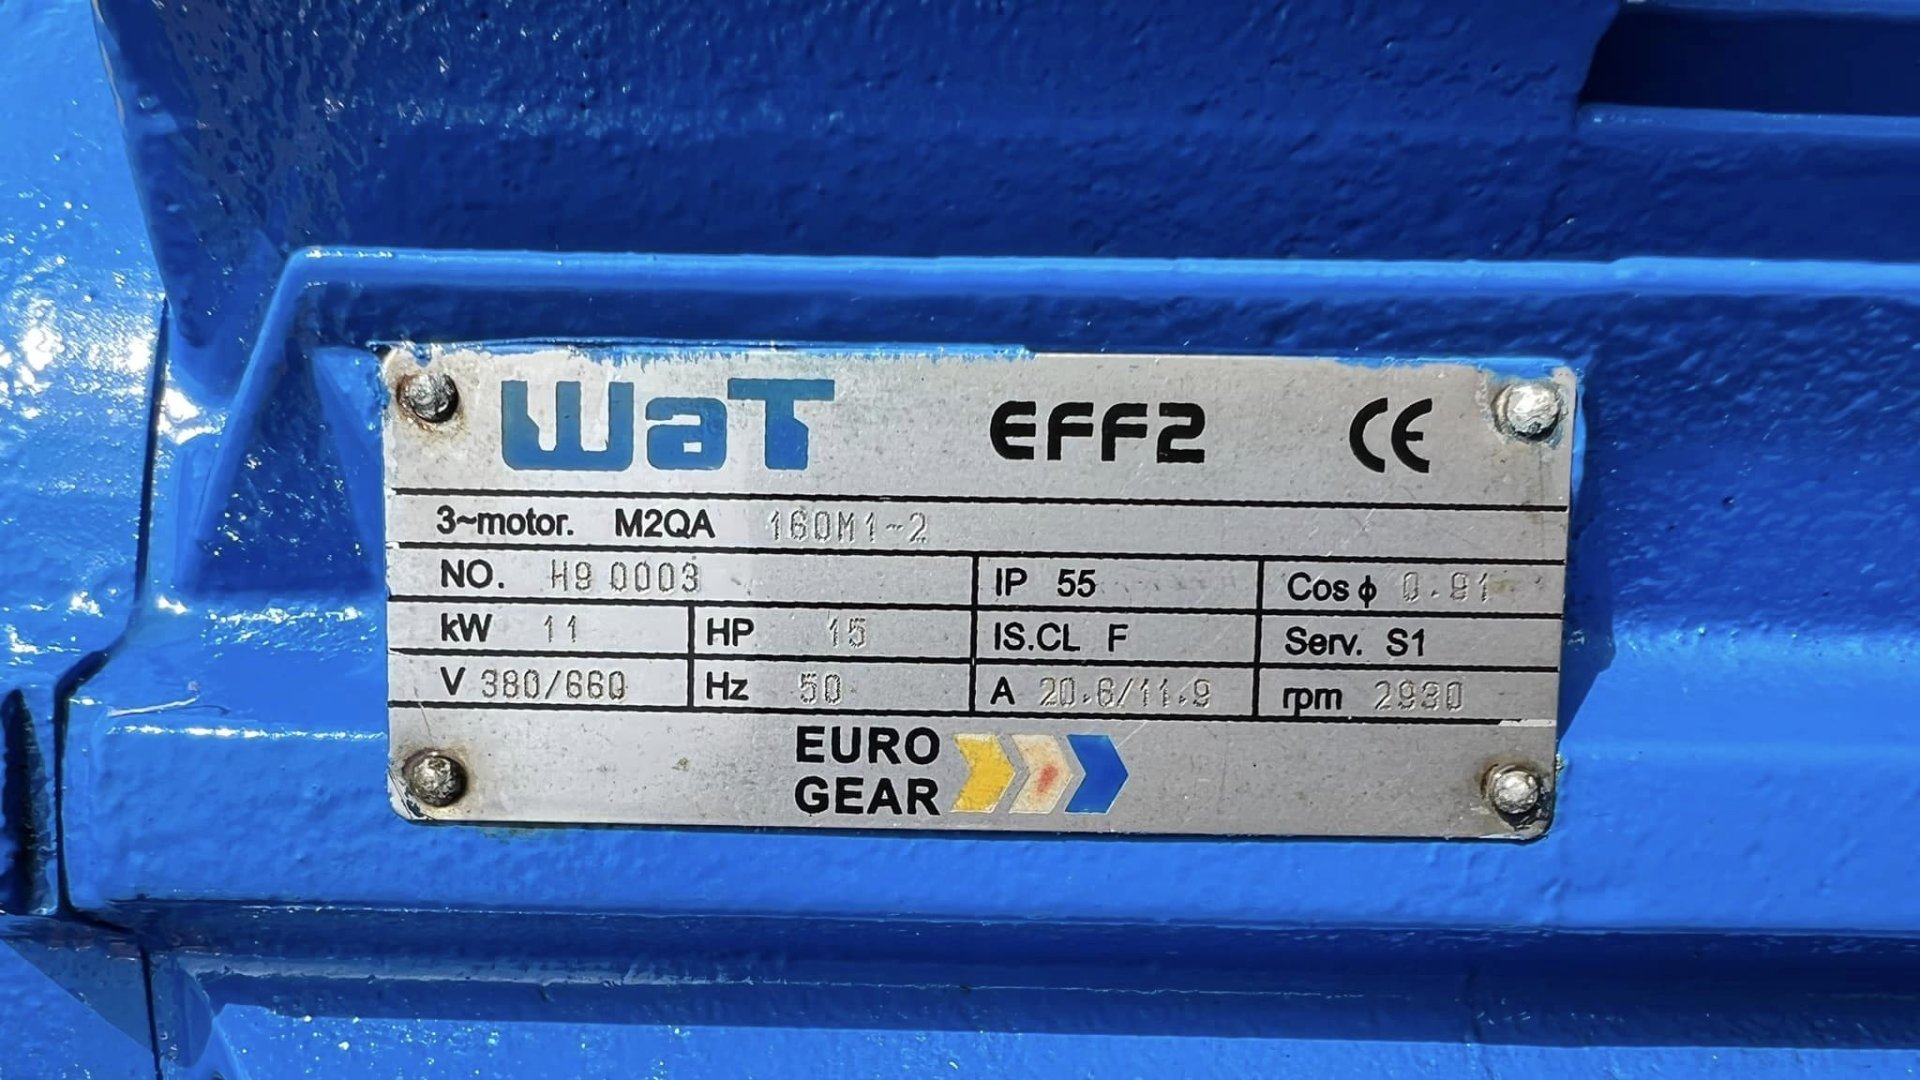 WaT EFF2 CE
3~motor. M2QA 160M1-2
NO. H9 0003 IP 55 Cos ϕ 0.91
kW 11 HP 15 IS.CL F Serv. S1
V 380/660 Hz 50 A 20.6/11.9 rpm 2930
EURO
GEAR